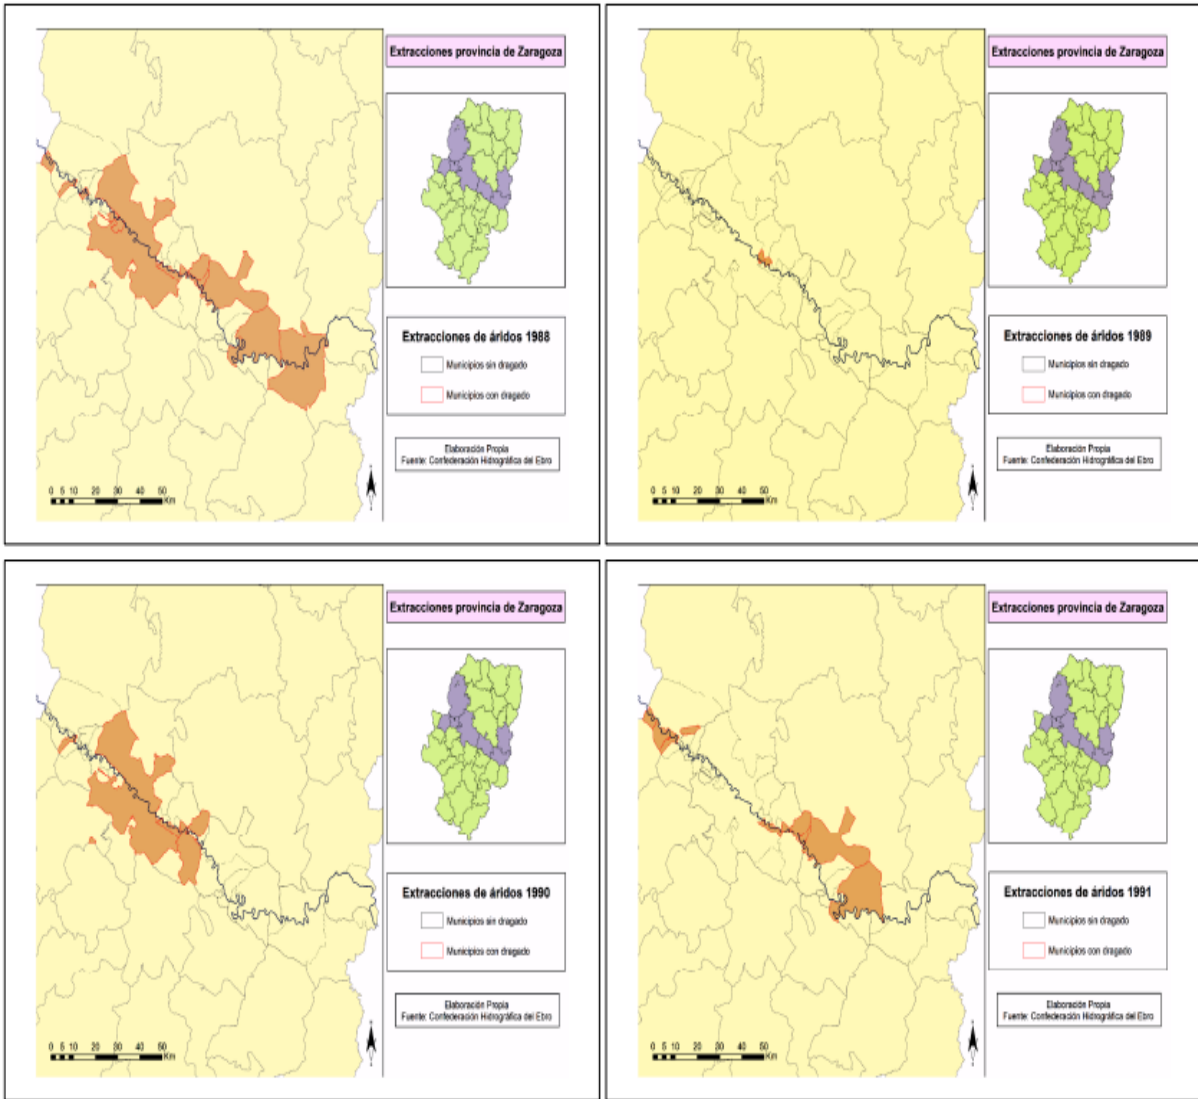 Extracciones provincia de Zaragoza
Extracciones de áridos 1988
Municipios sin dragado
Municipios con dragado
Elaboración Propia
Fuente: Confederación Hidrográfica del Ebro
0 5 10 20 30 40 50
Km
Extracciones provincia de Zaragoza
Extracciones de áridos 1989
Municipios sin dragado
Municipios con dragado
Elaboración Propia
Fuente: Confederación Hidrográfica del Ebro
0 5 10 20 30 40 50
Km
Extracciones provincia de Zaragoza
Extracciones de áridos 1990
Municipios sin dragado
Municipios con dragado
Elaboración Propia
Fuente: Confederación Hidrográfica del Ebro
0 5 10 20 30 40 50
Km
Extracciones provincia de Zaragoza
Extracciones de áridos 1991
Municipios sin dragado
Municipios con dragado
Elaboración Propia
Fuente: Confederación Hidrográfica del Ebro
0 5 10 20 30 40 50
Km